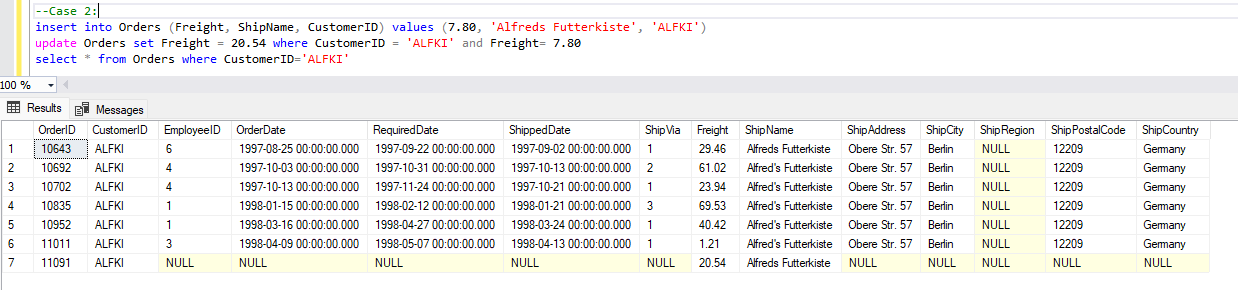 --Case 2:
insert into Orders (Freight, ShipName, CustomerID) values (7.80, 'Alfreds Futterkiste', 'ALFKI')
update Orders set Freight = 20.54 where CustomerID = 'ALFKI' and Freight= 7.80
select * from Orders where CustomerID='ALFKI'
100 %
Results Messages
OrderID CustomerID EmployeeID OrderDate RequiredDate ShippedDate ShipVia Freight ShipName ShipAddress ShipCity ShipRegion ShipPostalCode ShipCountry
1 10643 ALFKI 6 1997-08-25 00:00:00.000 1997-09-22 00:00:00.000 1997-09-02 00:00:00.000 1 29.46 Alfreds Futterkiste Obere Str. 57 Berlin NULL 12209 Germany
2 10692 ALFKI 4 1997-10-03 00:00:00.000 1997-10-31 00:00:00.000 1997-10-13 00:00:00.000 2 61.02 Alfred's Futterkiste Obere Str. 57 Berlin NULL 12209 Germany
3 10702 ALFKI 4 1997-10-13 00:00:00.000 1997-11-24 00:00:00.000 1997-10-21 00:00:00.000 1 23.94 Alfred's Futterkiste Obere Str. 57 Berlin NULL 12209 Germany
4 10835 ALFKI 1 1998-01-15 00:00:00.000 1998-02-12 00:00:00.000 1998-01-21 00:00:00.000 3 69.53 Alfred's Futterkiste Obere Str. 57 Berlin NULL 12209 Germany
5 10952 ALFKI 1 1998-03-16 00:00:00.000 1998-04-27 00:00:00.000 1998-03-24 00:00:00.000 1 40.42 Alfred's Futterkiste Obere Str. 57 Berlin NULL 12209 Germany
6 11011 ALFKI 3 1998-04-09 00:00:00.000 1998-05-07 00:00:00.000 1998-04-13 00:00:00.000 1 1.21 Alfred's Futterkiste Obere Str. 57 Berlin NULL 12209 Germany
7 11091 ALFKI NULL NULL NULL NULL NULL 20.54 Alfreds Futterkiste NULL NULL NULL NULL NULL